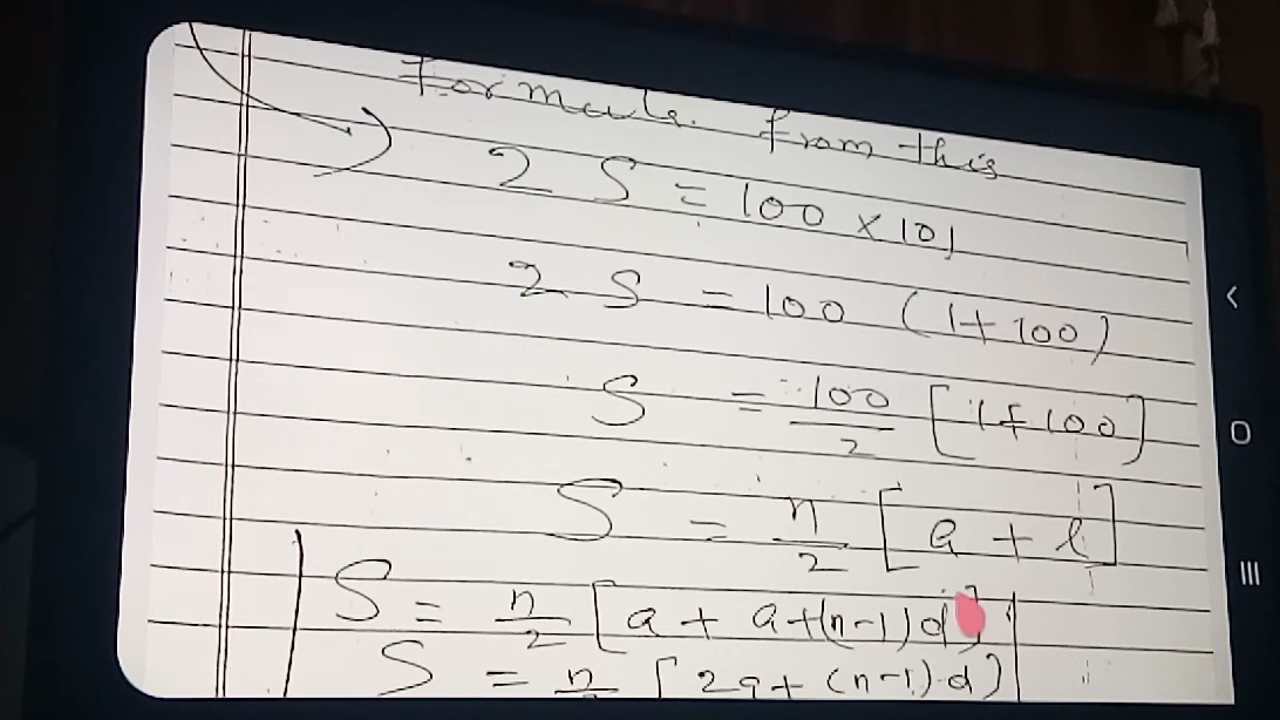 Formula from this
2 S = 100 × 101
2 S = 100 (1+100)
S = 100/2 [1+100]
S = n/2 [a + l]
S = n/2 [a + a+(n-1)d]
S = n/2 [2a+(n-1).d]